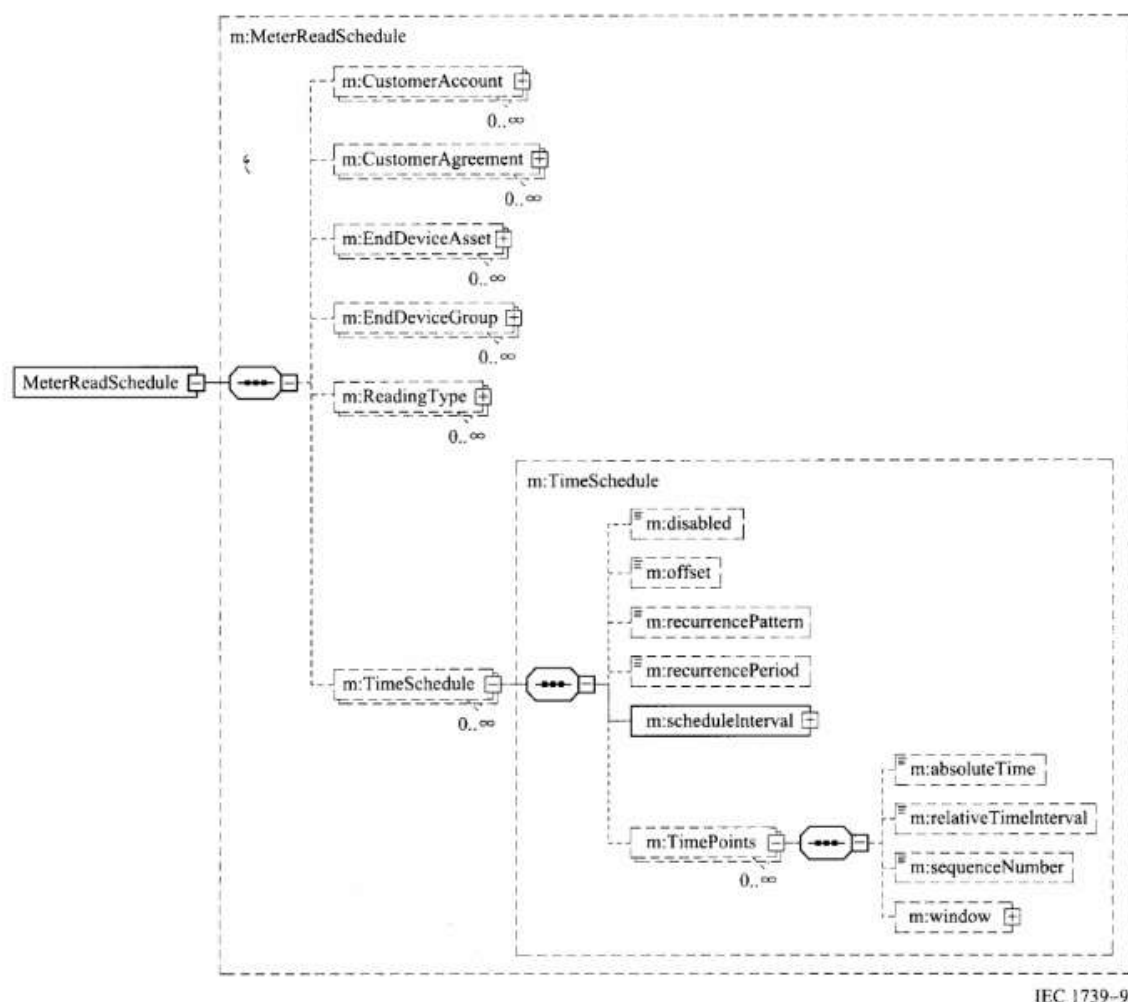 m:MeterReadSchedule
m:CustomerAccount
0..∞
m:CustomerAgreement
0..∞
m:EndDeviceAsset
0..∞
m:EndDeviceGroup
0..∞
MeterReadSchedule
m:ReadingType
0..∞
m:TimeSchedule
m:disabled
m:offset
m:recurrencePattern
m:recurrencePeriod
m:TimeSchedule
0..∞
m:scheduleInterval
m:absoluteTime
m:relativeTimeInterval
m:TimePoints
0..∞
m:sequenceNumber
m:window
IEC 1739-9